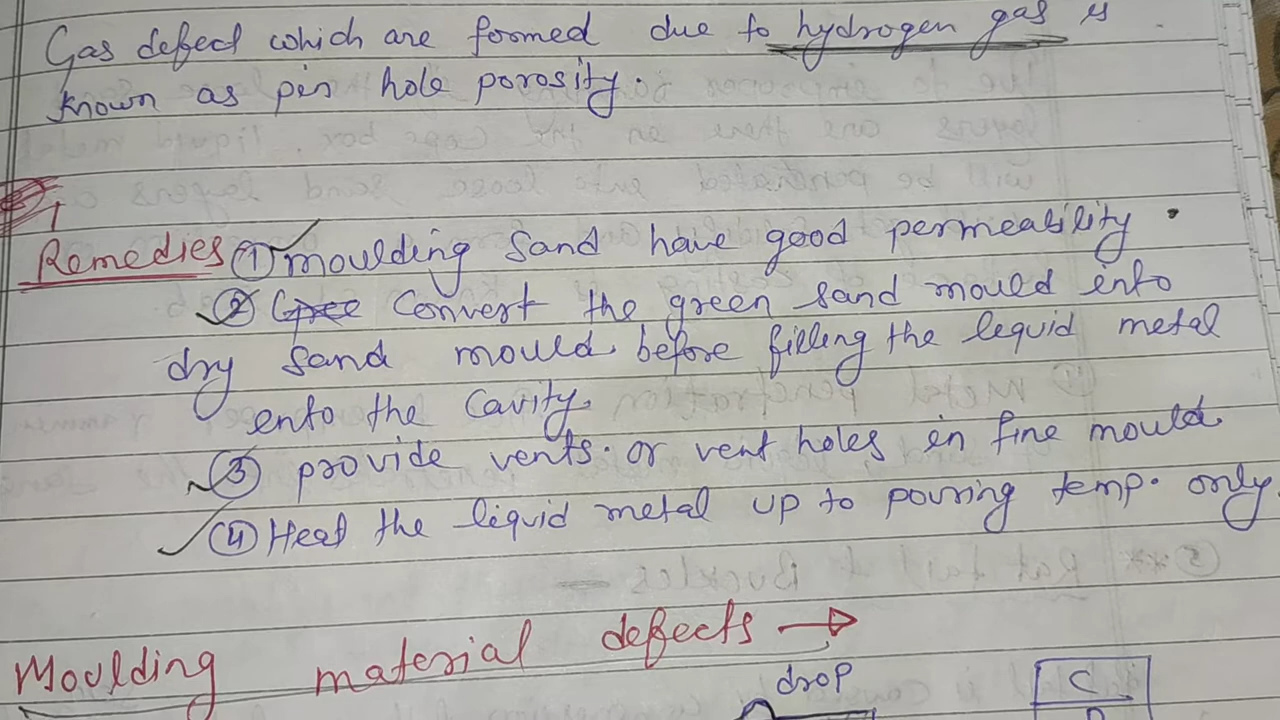 Gas defect which are formed due to hydrogen gas is
known as pin hole porosity.
Remedies ① Moulding sand have good permeability.
② Gree Convert the green sand mould into
dry sand mould before filling the liquid metal
into the cavity.
③ provide vents. or vent holes in fine mould.
④ Heat the liquid metal up to pouring temp. only.
Moulding material defects →
drop
C